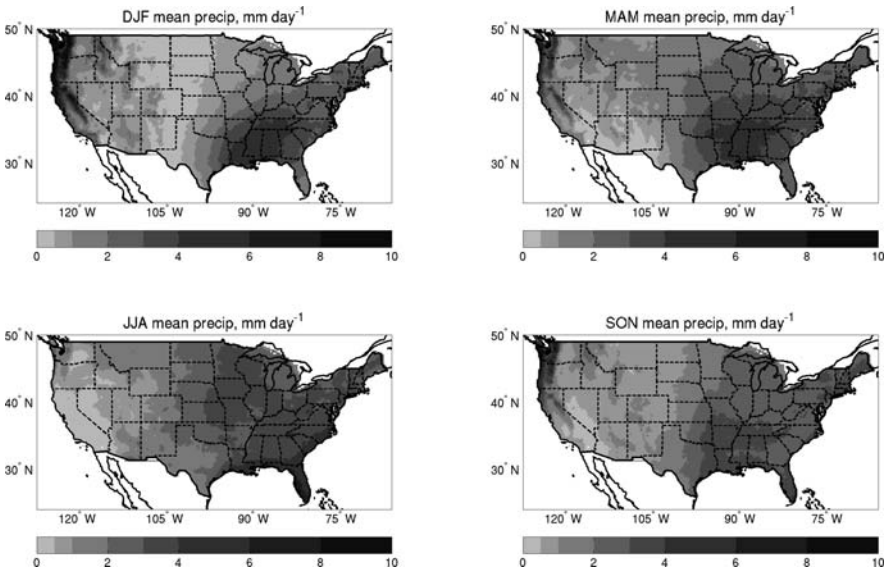 DJF mean precip, mm day-1
50° N
40° N
30° N
120° W 105° W 90° W 75° W
0 2 4 6 8 10
MAM mean precip, mm day-1
50° N
40° N
30° N
120° W 105° W 90° W 75° W
0 2 4 6 8 10
JJA mean precip, mm day-1
50° N
40° N
30° N
120° W 105° W 90° W 75° W
0 2 4 6 8 10
SON mean precip, mm day-1
50° N
40° N
30° N
120° W 105° W 90° W 75° W
0 2 4 6 8 10